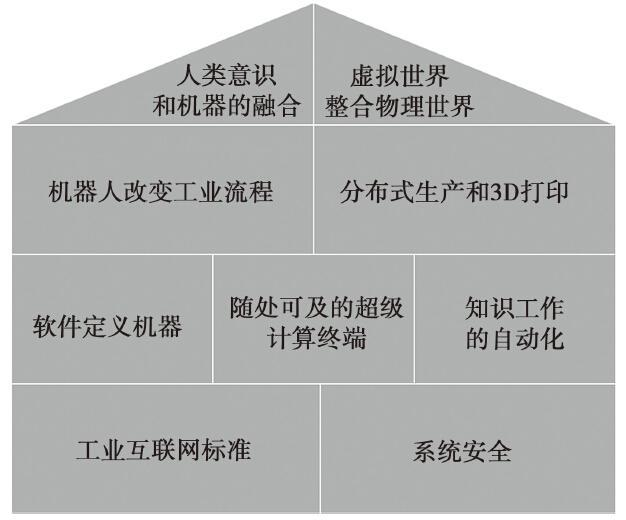 人类意识
和机器的融合
虚拟世界
整合物理世界
机器人改变工业流程
分布式生产和3D打印
软件定义机器
随处可及的超级
计算终端
知识工作
的自动化
工业互联网标准
系统安全